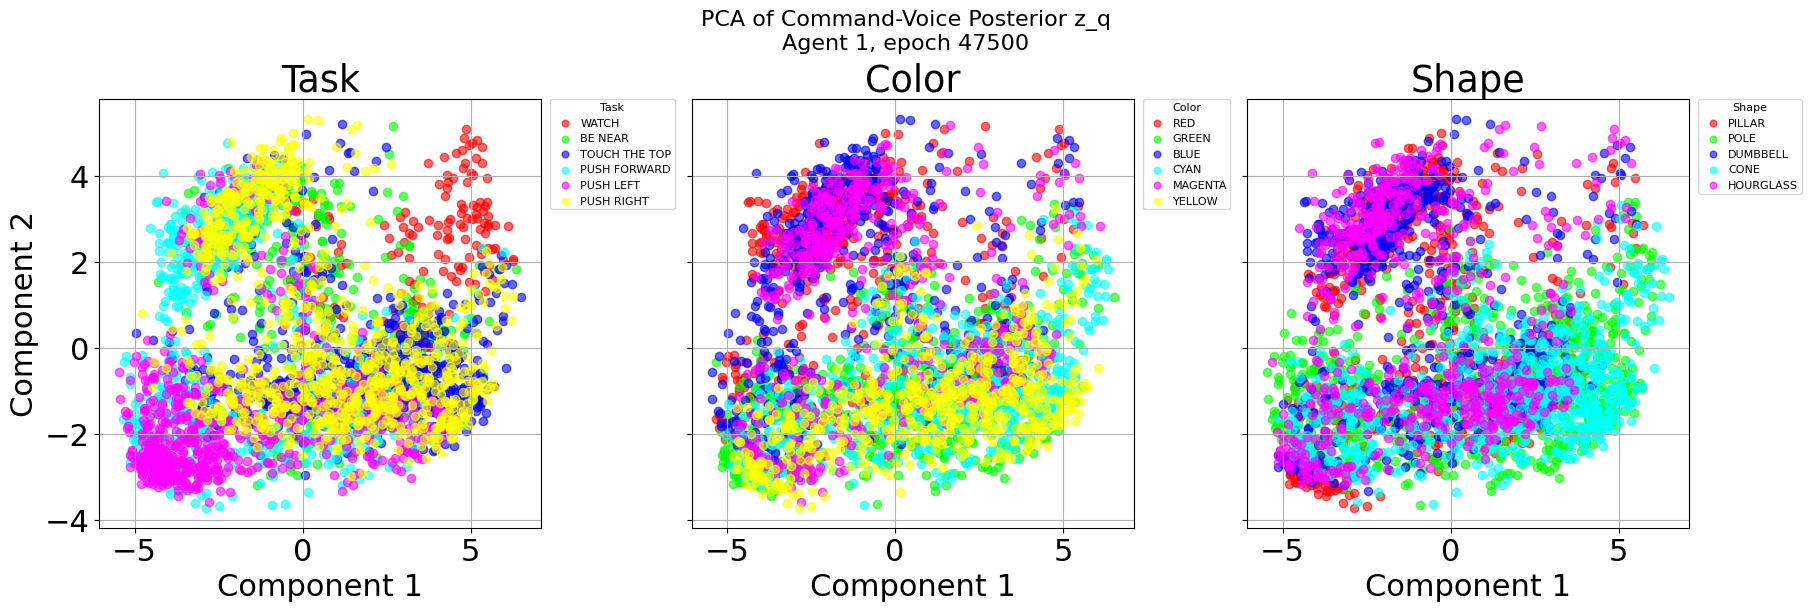 PCA of Command-Voice Posterior z_q
Agent 1, epoch 47500
Task
Color
Shape
Component 2
4
2
0
−2
−4
−5
0
5
Component 1
−5
0
5
Component 1
−5
0
5
Component 1
Task
WATCH
BE NEAR
TOUCH THE TOP
PUSH FORWARD
PUSH LEFT
PUSH RIGHT
Color
RED
GREEN
BLUE
CYAN
MAGENTA
YELLOW
Shape
PILLAR
POLE
DUMBBELL
CONE
HOURGLASS